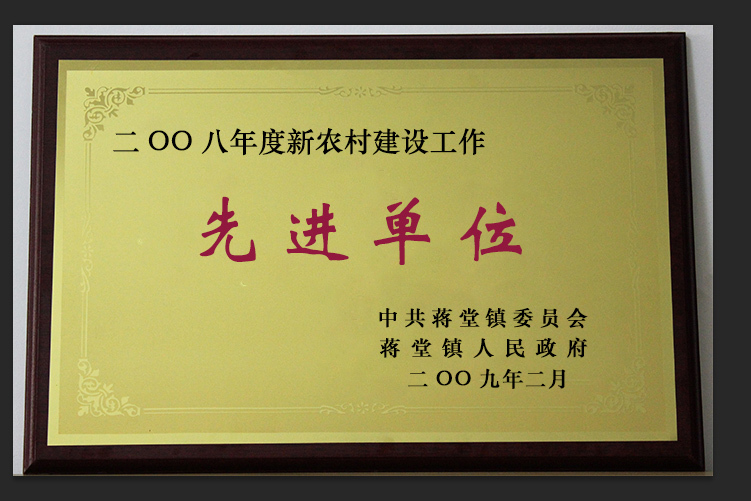 二OO八年度新农村建设工作
先进单位
中共蒋堂镇委员会
蒋堂镇人民政府
二OO九年二月